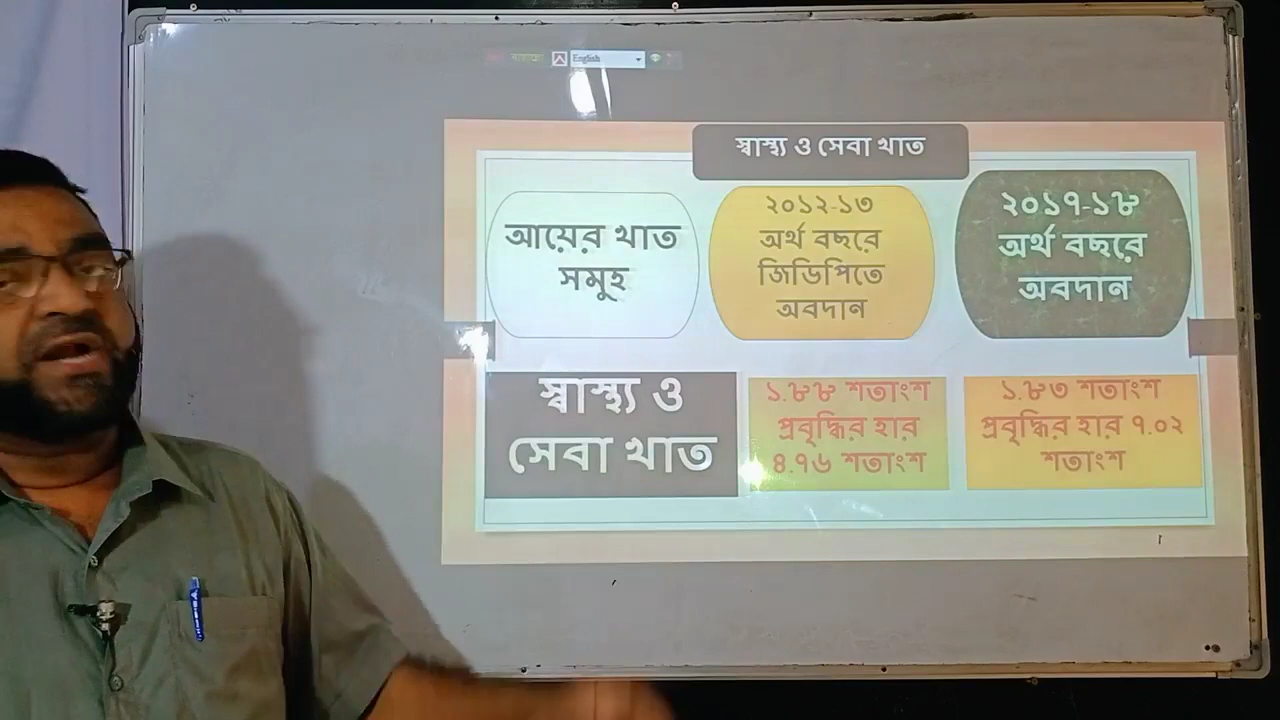 English
স্বাস্থ্য ও সেবা খাত
আয়ের খাত
সমুহ
২০১২-১৩
অর্থ বছরে
জিডিপিতে
অবদান
২০১৭-১৮
অর্থ বছরে
অবদান
স্বাস্থ্য ও
সেবা খাত
১.৮৮ শতাংশ
প্রবৃদ্ধির হার
৪.৭৬ শতাংশ
১.৮৩ শতাংশ
প্রবৃদ্ধির হার ৭.০২
শতাংশ